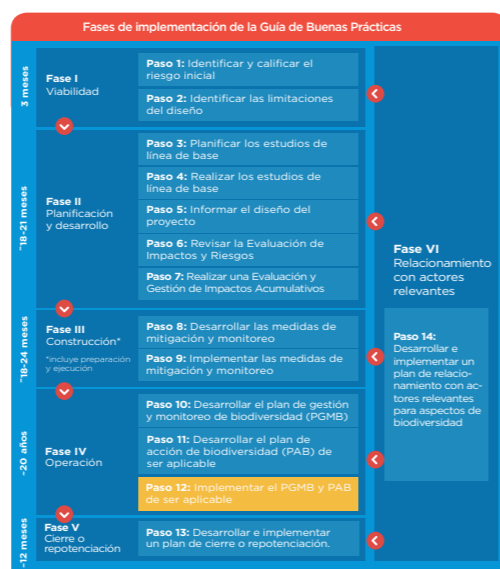 Fases de implementación de la Guía de Buenas Prácticas
3 meses
Fase I
Viabilidad
Paso 1: Identificar y calificar el
riesgo inicial
Paso 2: Identificar las limitaciones
del diseño
~18-21 meses
Fase II
Planificación
y desarrollo
Paso 3: Planificar los estudios de
línea de base
Paso 4: Realizar los estudios de
línea de base
Paso 5: Informar el diseño del
proyecto
Paso 6: Revisar la Evaluación de
Impactos y Riesgos
Paso 7: Realizar una Evaluación y
Gestión de Impactos Acumulativos
~18-24 meses
Fase III
Construcción*
*incluye preparación
y ejecución
Paso 8: Desarrollar las medidas de
mitigación y monitoreo
Paso 9: Implementar las medidas de
mitigación y monitoreo
~20 años
Fase IV
Operación
Paso 10: Desarrollar el plan de gestión
y monitoreo de biodiversidad (PGMB)
Paso 11: Desarrollar el plan de
acción de biodiversidad (PAB) de
ser aplicable
Paso 12: Implementar el PGMB y PAB
de ser aplicable
~12 meses
Fase V
Cierre o
repotenciación
Paso 13: Desarrollar e implementar
un plan de cierre o repotenciación.
Fase VI
Relacionamiento
con actores
relevantes
Paso 14:
Desarrollar e
implementar un
plan de relacio-
namiento con ac-
tores relevantes
para aspectos de
biodiversidad